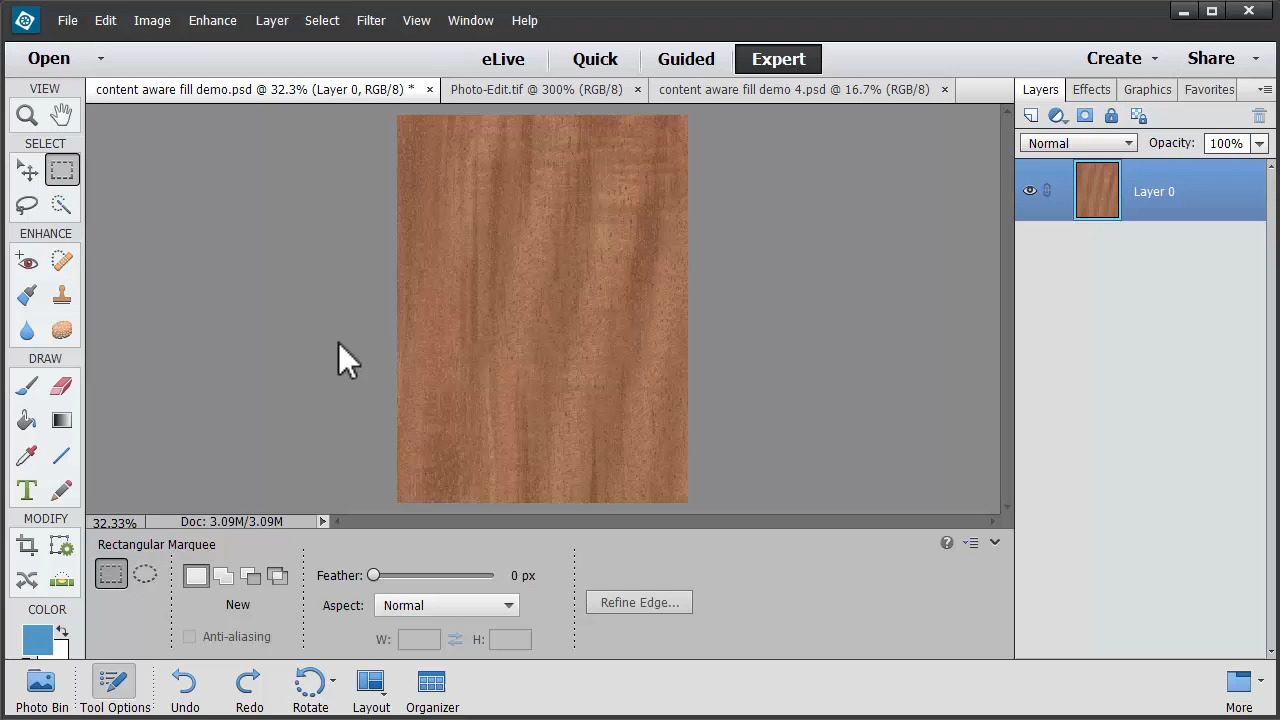 File Edit Image Enhance Layer Select Filter View Window Help
Open eLive Quick Guided Expert Create Share
VIEW
content aware fill demo.psd @ 32.3% (Layer 0, RGB/8) * × Photo-Edit.tif @ 300% (RGB/8) × content aware fill demo 4.psd @ 16.7% (RGB/8) ×
Layers Effects Graphics Favorites
SELECT
Normal Opacity: 100%
Layer 0
ENHANCE
DRAW
T
MODIFY
32.33% Doc: 3.09M/3.09M
Rectangular Marquee
Feather: 0 px
New Aspect: Normal Refine Edge...
COLOR
Anti-aliasing W: H:
Photo Bin Tool Options Undo Redo Rotate Layout Organizer More